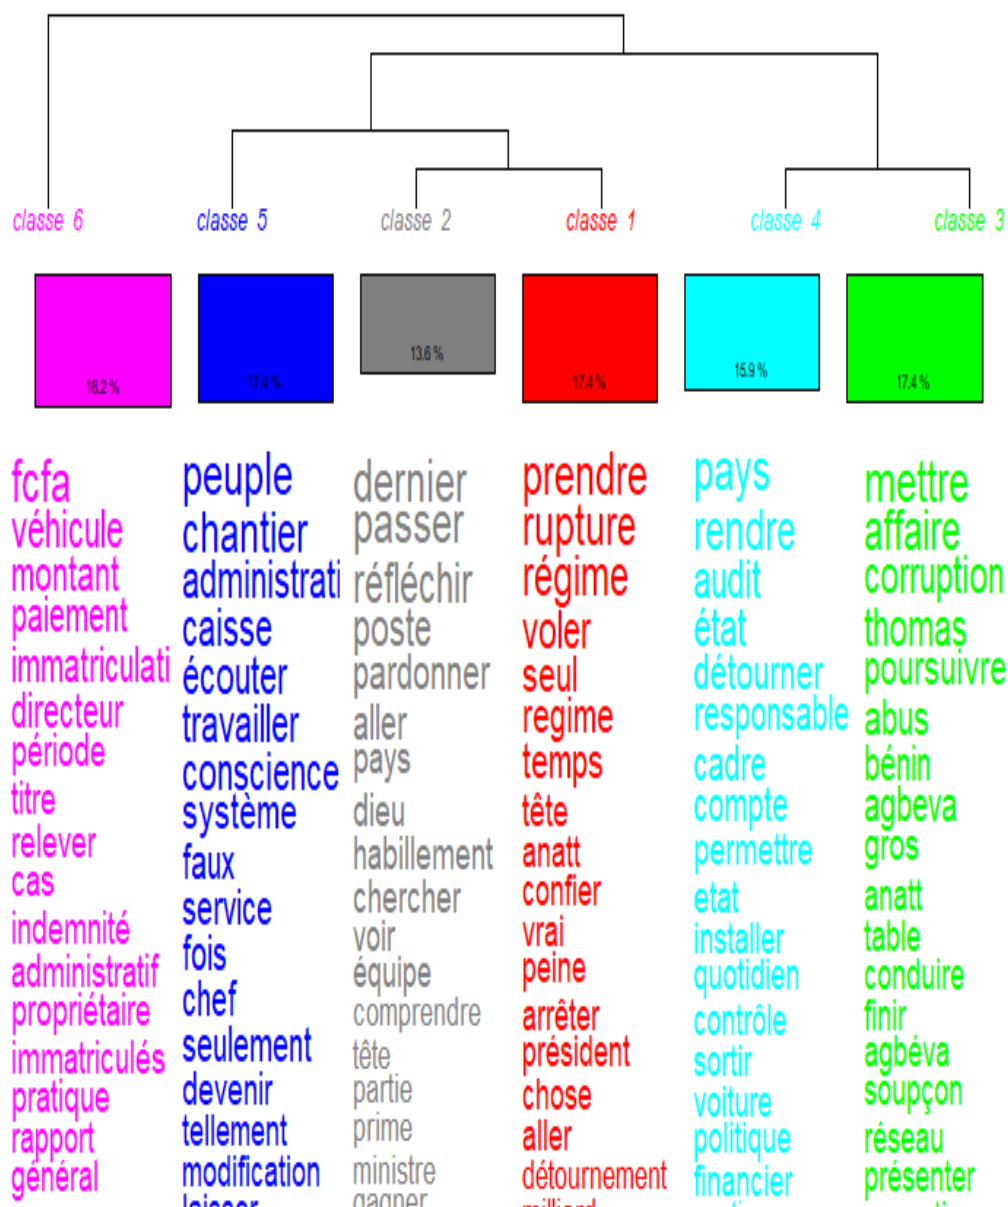 classe 6
classe 5
classe 2
classe 1
classe 4
classe 3
18.2 %
17.4 %
13.6 %
17.4 %
15.9 %
17.4 %
fcfa
véhicule
montant
paiement
immatriculati
directeur
période
titre
relever
cas
indemnité
administratif
propriétaire
immatriculés
pratique
rapport
général
peuple
chantier
administrati
caisse
écouter
travailler
conscience
système
faux
service
fois
chef
seulement
devenir
tellement
modification
laisser
dernier
passer
réfléchir
poste
pardonner
aller
pays
dieu
habillement
chercher
voir
équipe
comprendre
tête
partie
prime
ministre
gagner
prendre
rupture
régime
voler
seul
regime
temps
tête
anatt
confier
vrai
peine
arrêter
président
chose
aller
détournement
milliard
pays
rendre
audit
état
détourner
responsable
cadre
compte
permettre
etat
installer
quotidien
contrôle
sortir
voiture
politique
financier
mettre
affaire
corruption
thomas
poursuivre
abus
bénin
agbeva
gros
anatt
table
conduire
finir
agbéva
soupçon
réseau
présenter